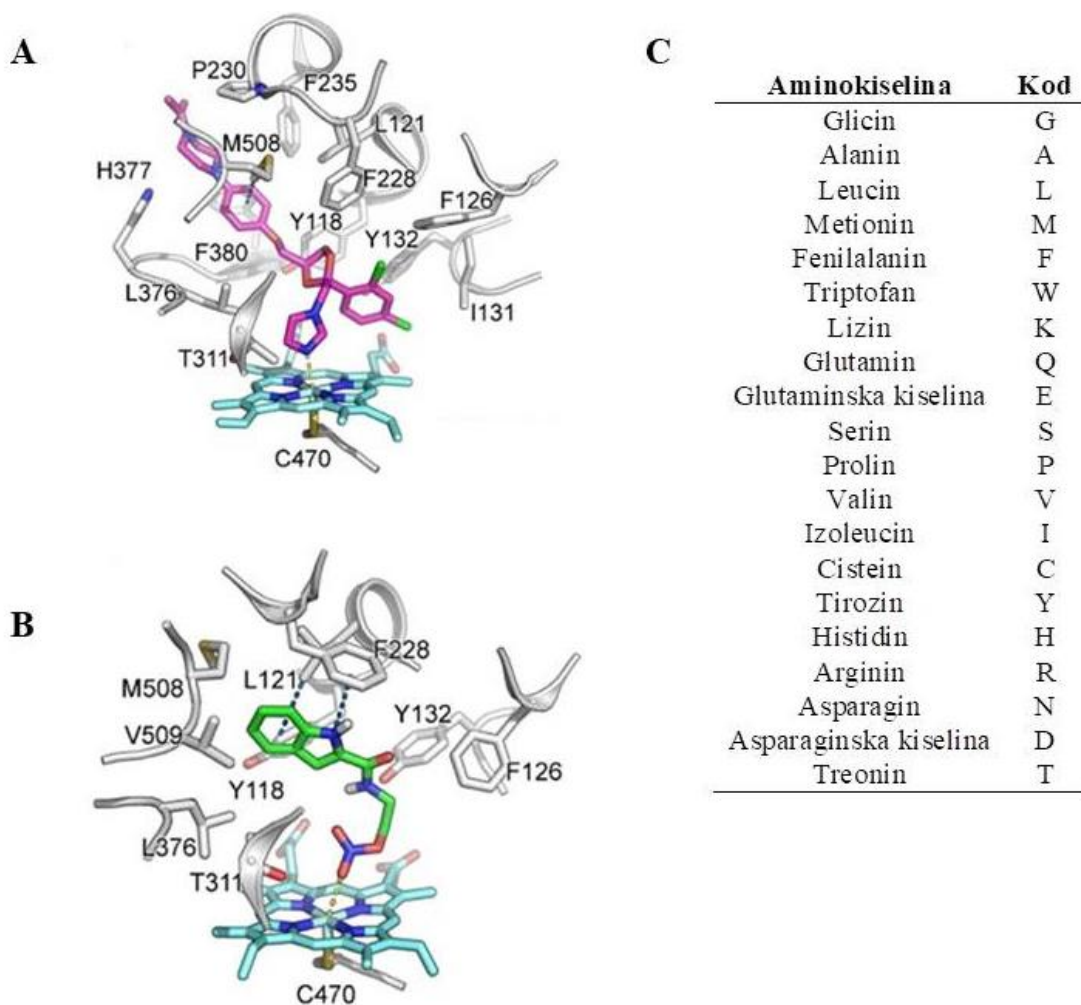 A
P230
F235
L121
M508
H377
F228
F126
Y118
Y132
F380
L376
I131
T311
C470
B
F228
M508
L121
Y132
V509
F126
Y118
L376
T311
C470
C
Aminokiselina Kod
Glicin G
Alanin A
Leucin L
Metionin M
Fenilalanin F
Triptofan W
Lizin K
Glutamin Q
Glutaminska kiselina E
Serin S
Prolin P
Valin V
Izoleucin I
Cistein C
Tirozin Y
Histidin H
Arginin R
Asparagin N
Asparaginska kiselina D
Treonin T